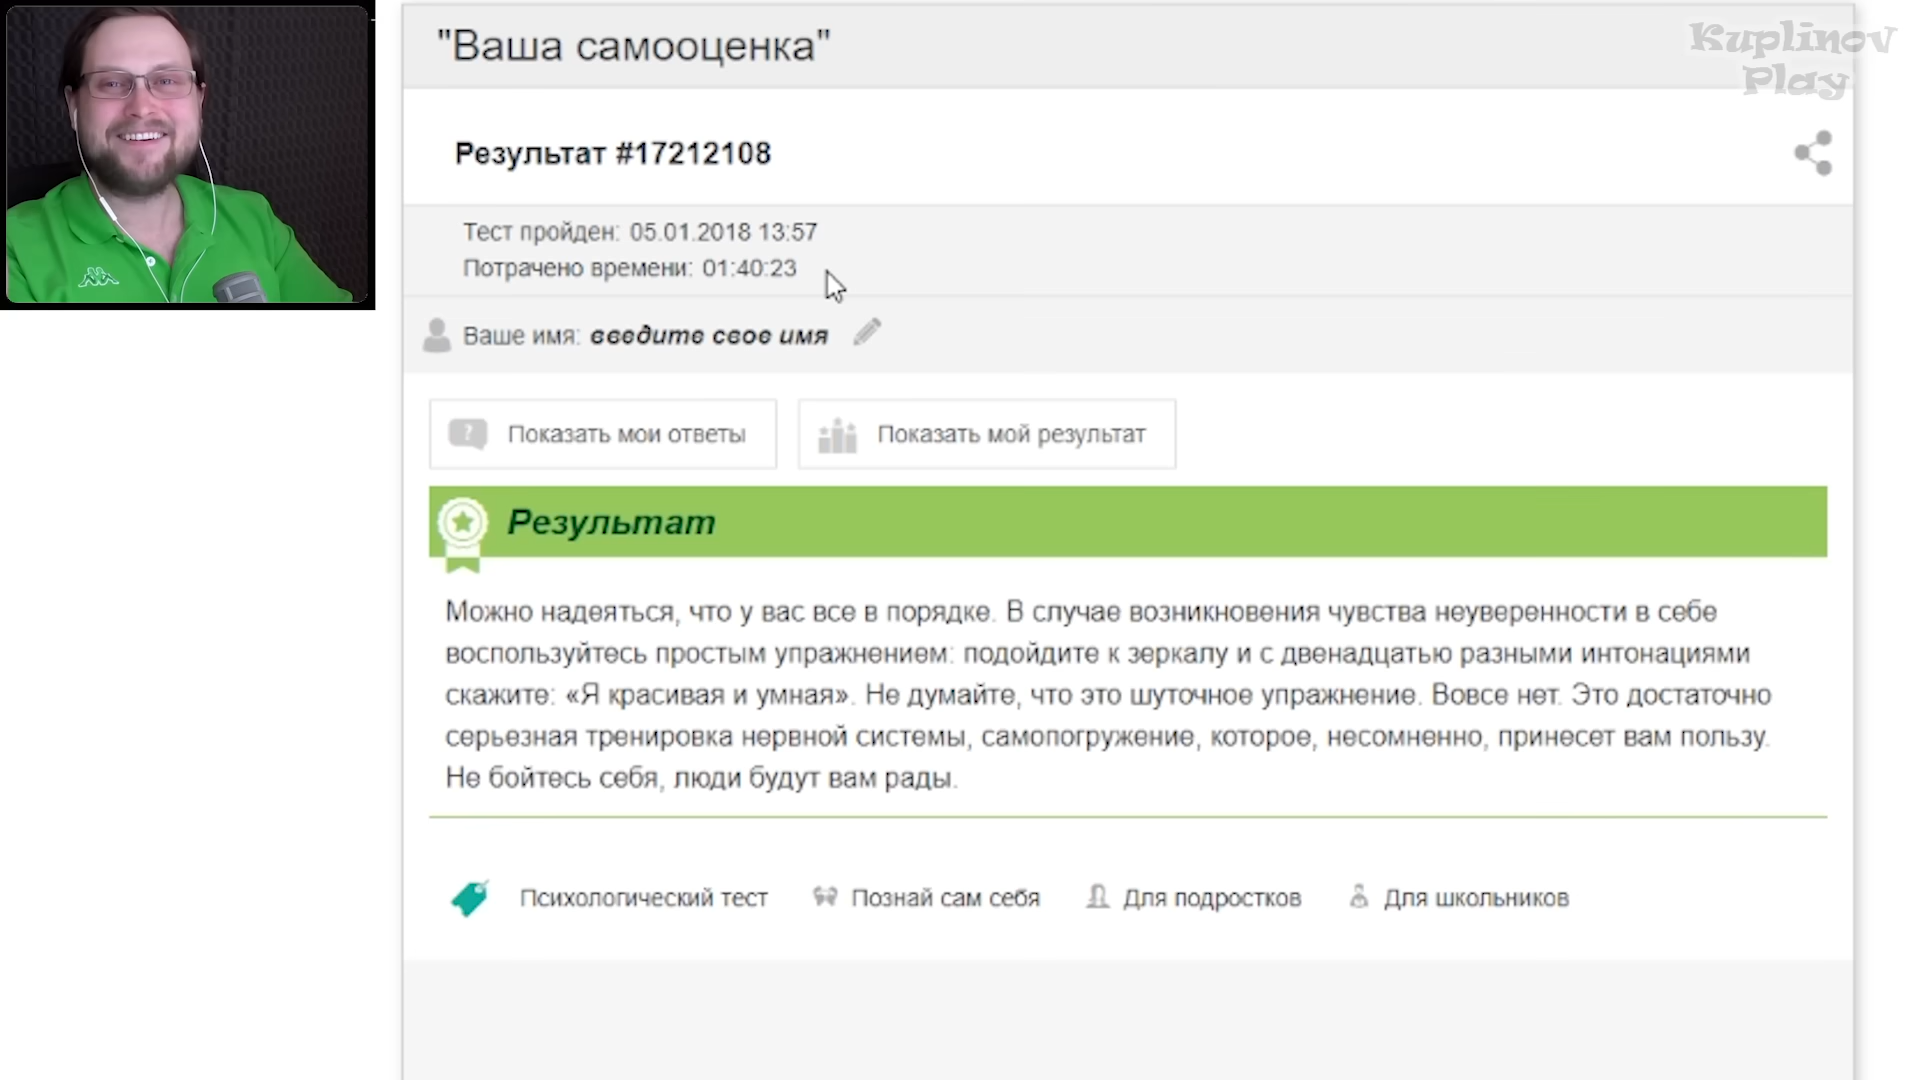 "Ваша самооценка"
Kuplinov
Play
Результат #17212108
Тест пройден: 05.01.2018 13:57
Потрачено времени: 01:40:23
Ваше имя: введите свое имя
Показать мои ответы
Показать мой результат
Результат
Можно надеяться, что у вас все в порядке. В случае возникновения чувства неуверенности в себе
воспользуйтесь простым упражнением: подойдите к зеркалу и с двенадцатью разными интонациями
скажите: «Я красивая и умная». Не думайте, что это шуточное упражнение. Вовсе нет. Это достаточно
серьезная тренировка нервной системы, самопогружение, которое, несомненно, принесет вам пользу.
Не бойтесь себя, люди будут вам рады.
Психологический тест
Познай сам себя
Для подростков
Для школьников